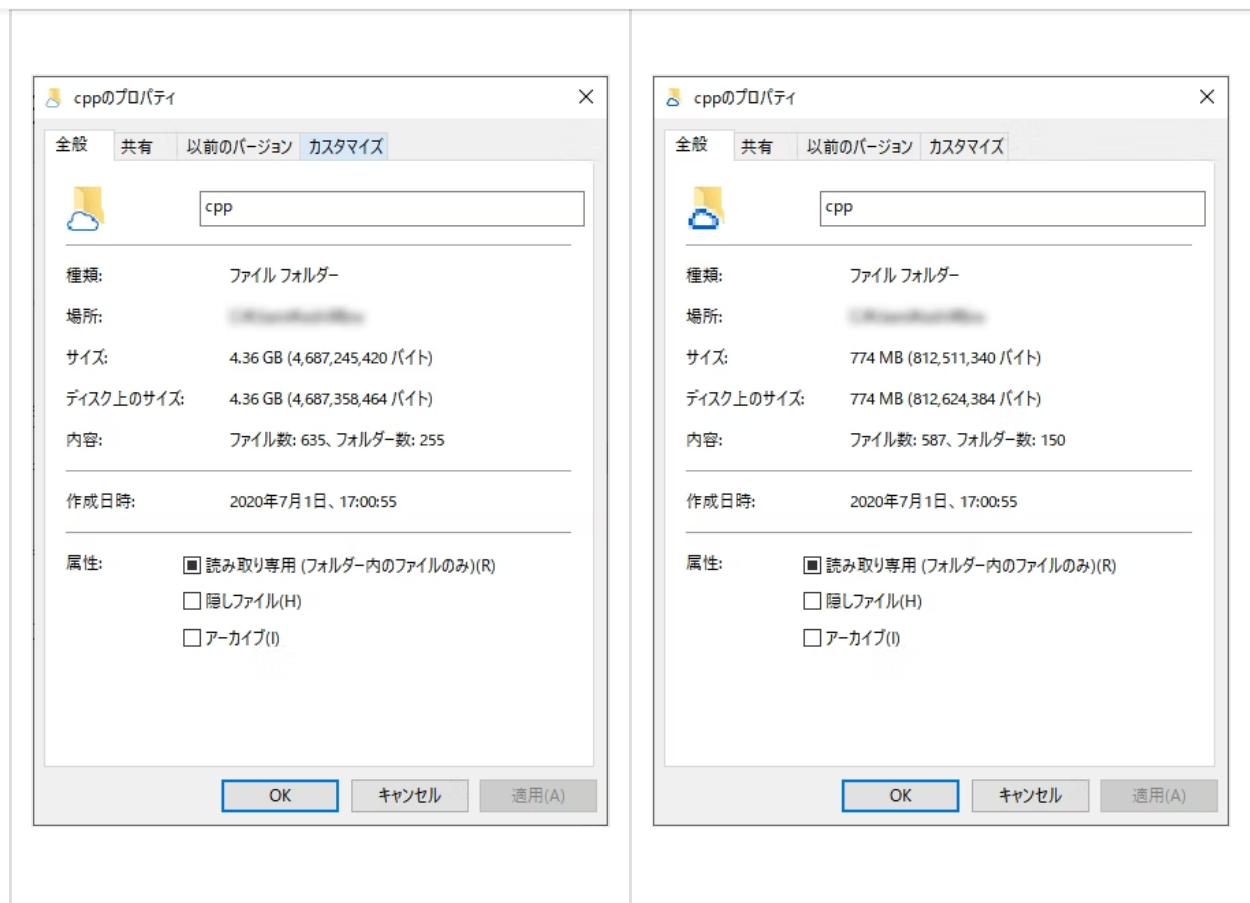 cppのプロパティ
全般 共有 以前のバージョン カスタマイズ
cpp
種類: ファイル フォルダー
場所:
サイズ: 4.36 GB (4,687,245,420 バイト)
ディスク上のサイズ: 4.36 GB (4,687,358,464 バイト)
内容: ファイル数: 635、フォルダー数: 255
作成日時: 2020年7月1日、17:00:55
属性: 読み取り専用 (フォルダー内のファイルのみ)(R)
隠しファイル(H)
アーカイブ(I)
OK キャンセル 適用(A)
cppのプロパティ
全般 共有 以前のバージョン カスタマイズ
cpp
種類: ファイル フォルダー
場所:
サイズ: 774 MB (812,511,340 バイト)
ディスク上のサイズ: 774 MB (812,624,384 バイト)
内容: ファイル数: 587、フォルダー数: 150
作成日時: 2020年7月1日、17:00:55
属性: 読み取り専用 (フォルダー内のファイルのみ)(R)
隠しファイル(H)
アーカイブ(I)
OK キャンセル 適用(A)